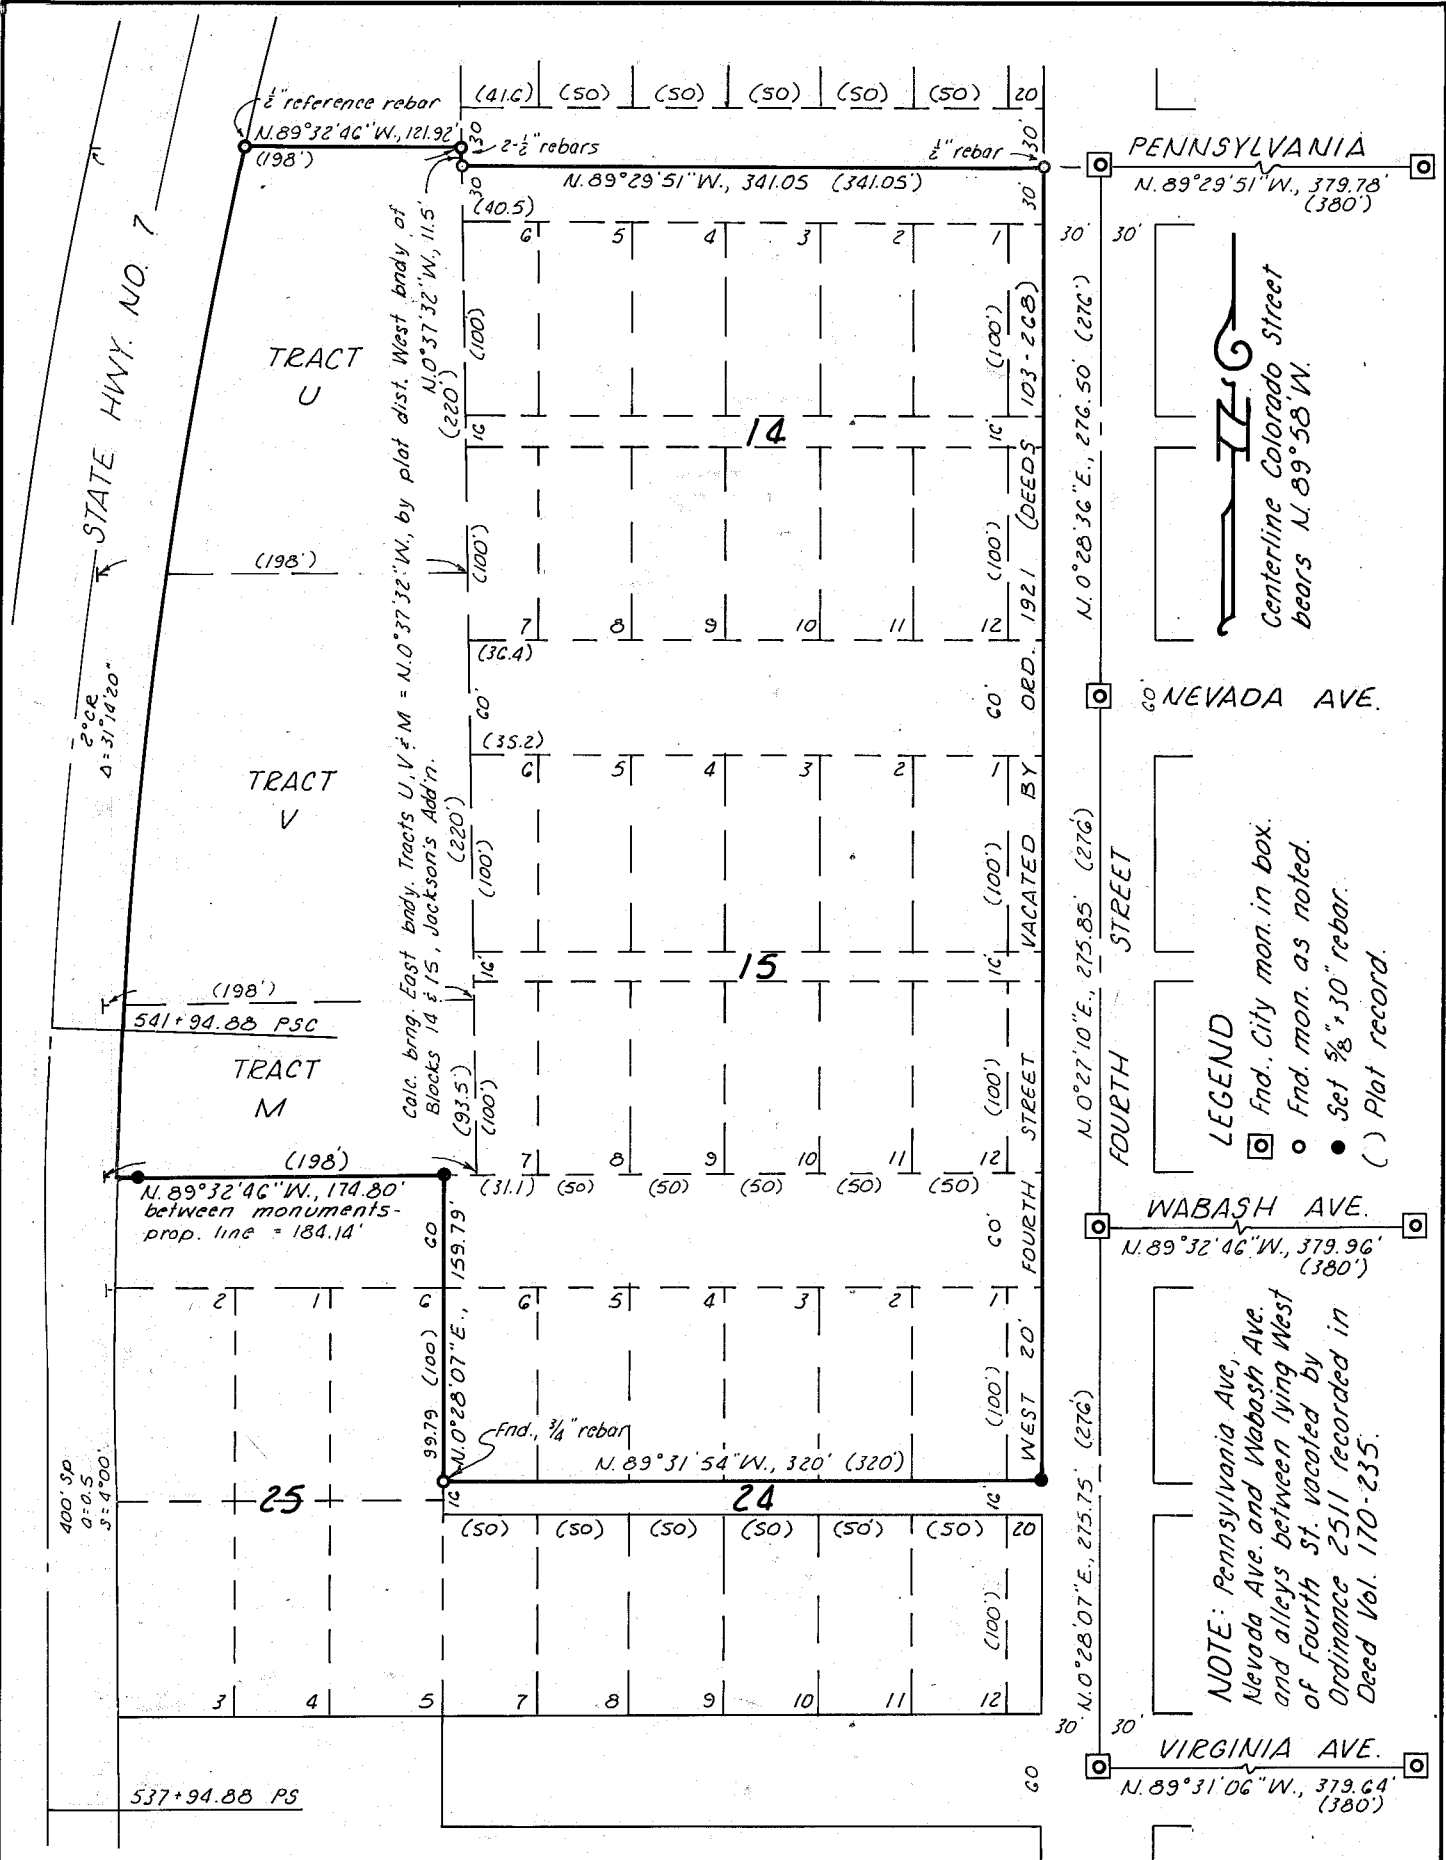 ½" reference rebar
N.89°32'46"W., 121.92'
(198')
(41.6) (50) (50) (50) (50) (50) 20
30
2-½" rebars
½" rebar
30'
N.89°29'51"W., 341.05 (341.05')
30
30'
PENNSYLVANIA
N.89°29'51"W., 379.78'
(380')
30' 30'
(40.5)
6 5 4 3 2 1
STATE HWY. NO. 7
TRACT
U
N.0°37'32"W., 11.5'
(220')
(100)
(100')
16
14
16'
(100')
(100')
(198')
7 8 9 10 11 12
(36.4)
60'
60'
N.0°28'36"E., 276.50' (276')
Centerline Colorado Street
bears N.89°58'W.
60' NEVADA AVE.
2°CR
Δ=31°14'20"
Calc. brng. East bndy. Tracts U, V & M = N.0°37'32"W., by plat dist. West bndy of
Blocks 14 & 15, Jackson's Add'n.
TRACT
V
(35.2)
6 5 4 3 2 1
(220')
(100')
(100')
16'
15
16'
(198')
541+94.88 PSC
TRACT
M
(93.5')
(100')
(100')
N.0°27'10"E., 275.85' (276')
FOURTH STREET
WEST 20' FOURTH STREET VACATED BY ORD. 1921 (DEEDS 103-268)
LEGEND
Fnd. City mon. in box.
Fnd. mon. as noted.
Set 5/8" x 30" rebar.
( ) Plat record.
(198')
7 8 9 10 11 12
(31.1) (50) (50) (50) (50) (50)
N.89°32'46"W., 174.80'
between monuments-
prop. line = 184.14'
60
60'
WABASH AVE.
N.89°32'46"W., 379.96'
(380')
2 1 6 6 5 4 3 2 1
N.0°28'07"E., 159.79'
99.79 (100)
(100')
Fnd., ¾" rebar
N.89°31'54"W., 320' (320')
400' SP
a=0.5
S=4°00'
25
16
24
16'
(50) (50) (50) (50) (50) (50) 20
(100')
3 4 5 7 8 9 10 11 12
N.0°28'07"E., 275.75' (276')
NOTE: Pennsylvania Ave,
Nevada Ave. and Wabash Ave.
and alleys between lying West
of Fourth St. vacated by
Ordinance 2511 recorded in
Deed Vol. 170-235.
30' 30'
60
VIRGINIA AVE.
N.89°31'06"W., 379.64'
(380')
537+94.88 PS